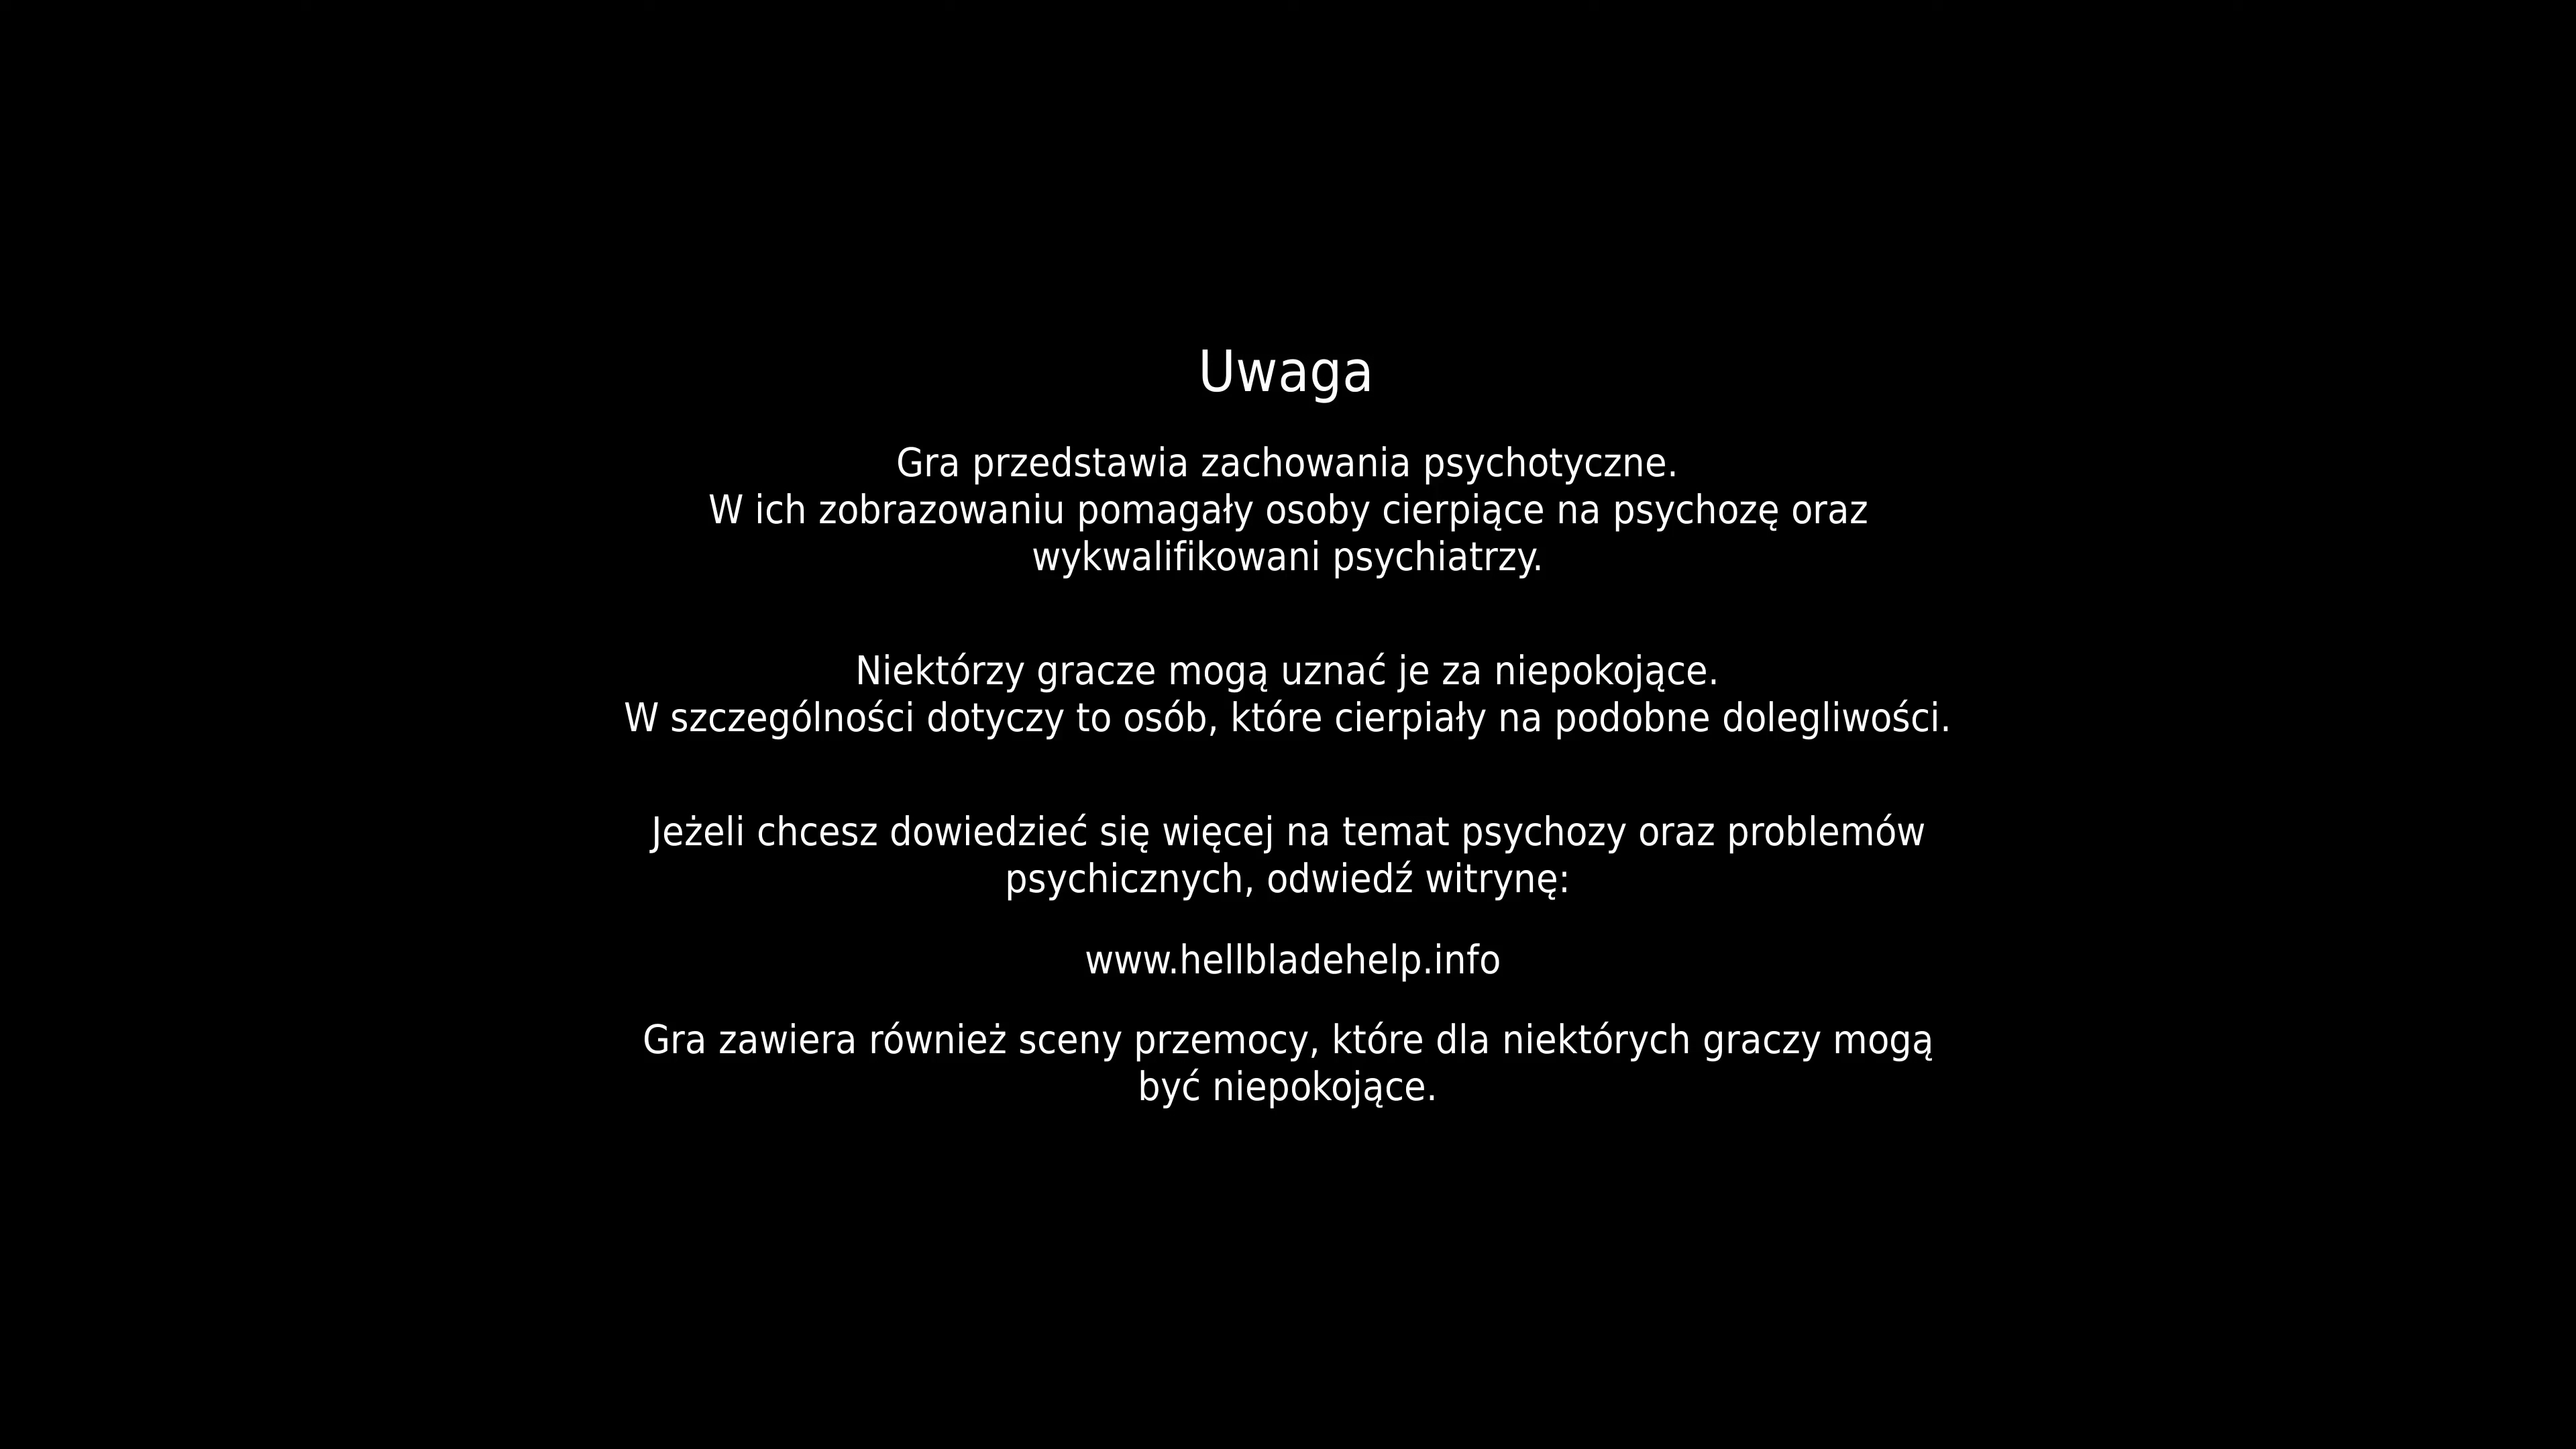 Uwaga
Gra przedstawia zachowania psychotyczne.
W ich zobrazowaniu pomagały osoby cierpiące na psychozę oraz
wykwalifikowani psychiatrzy.
Niektórzy gracze mogą uznać je za niepokojące.
W szczególności dotyczy to osób, które cierpiały na podobne dolegliwości.
Jeżeli chcesz dowiedzieć się więcej na temat psychozy oraz problemów
psychicznych, odwiedź witrynę:
www.hellbladehelp.info
Gra zawiera również sceny przemocy, które dla niektórych graczy mogą
być niepokojące.